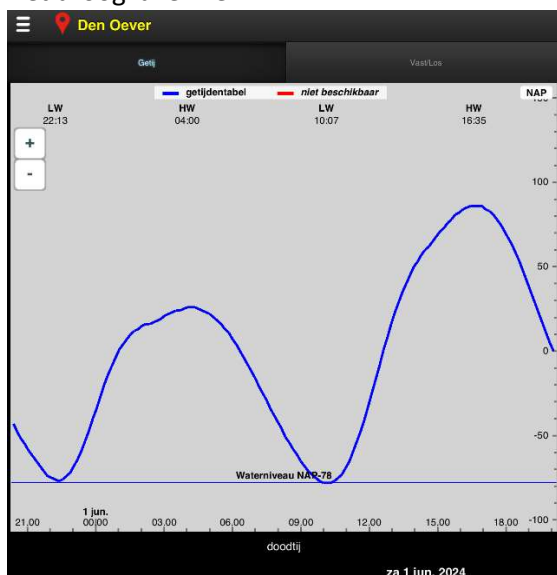 Den Oever
Getij
Vast/Los
getijdentabel
niet beschikbaar
NAP
LW HW LW HW
22:13 04:00 10:07 16:35
+
-
100
50
0
-50
-100
Waterniveau NAP-78
1 jun.
21.00 00:00 03.00 06:00 09:00 12.00 15.00 18.00
doodtij
za 1 jun. 2024